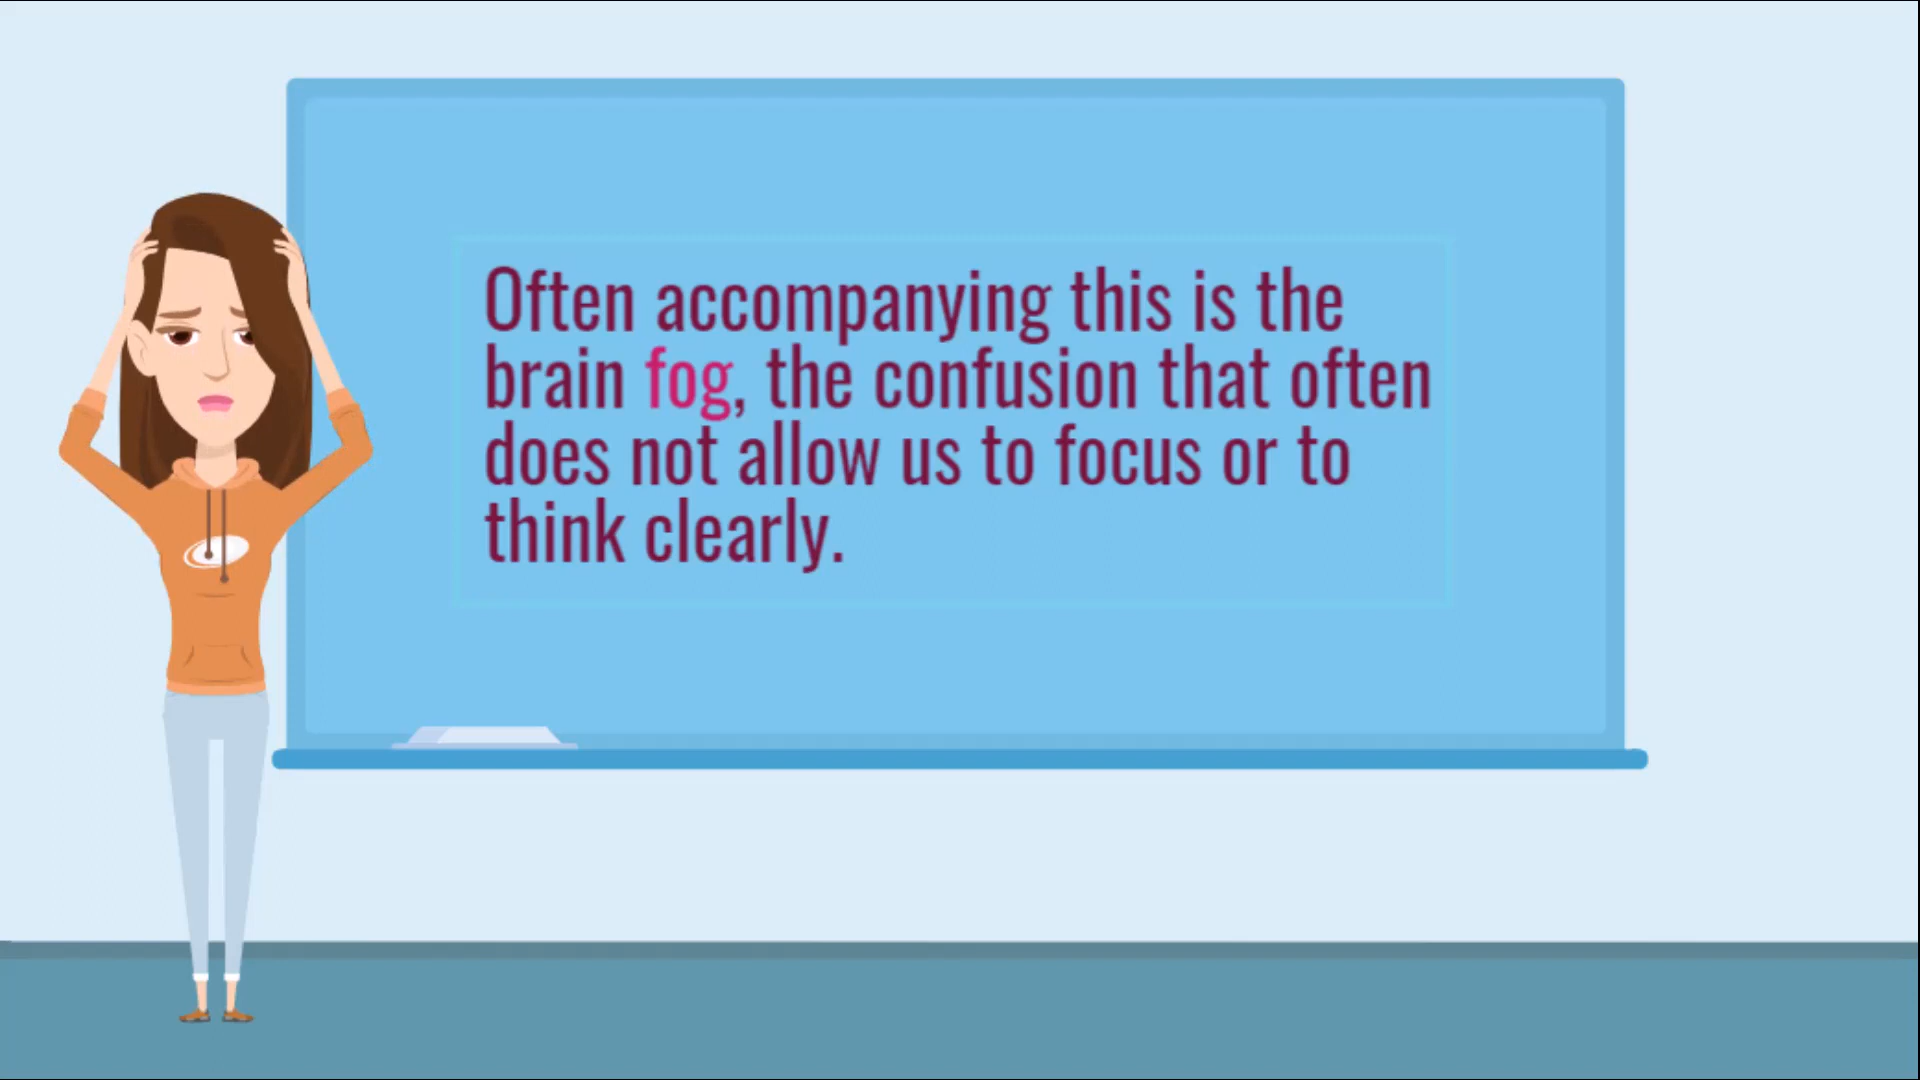 Often accompanying this is the
brain fog, the confusion that often
does not allow us to focus or to
think clearly.